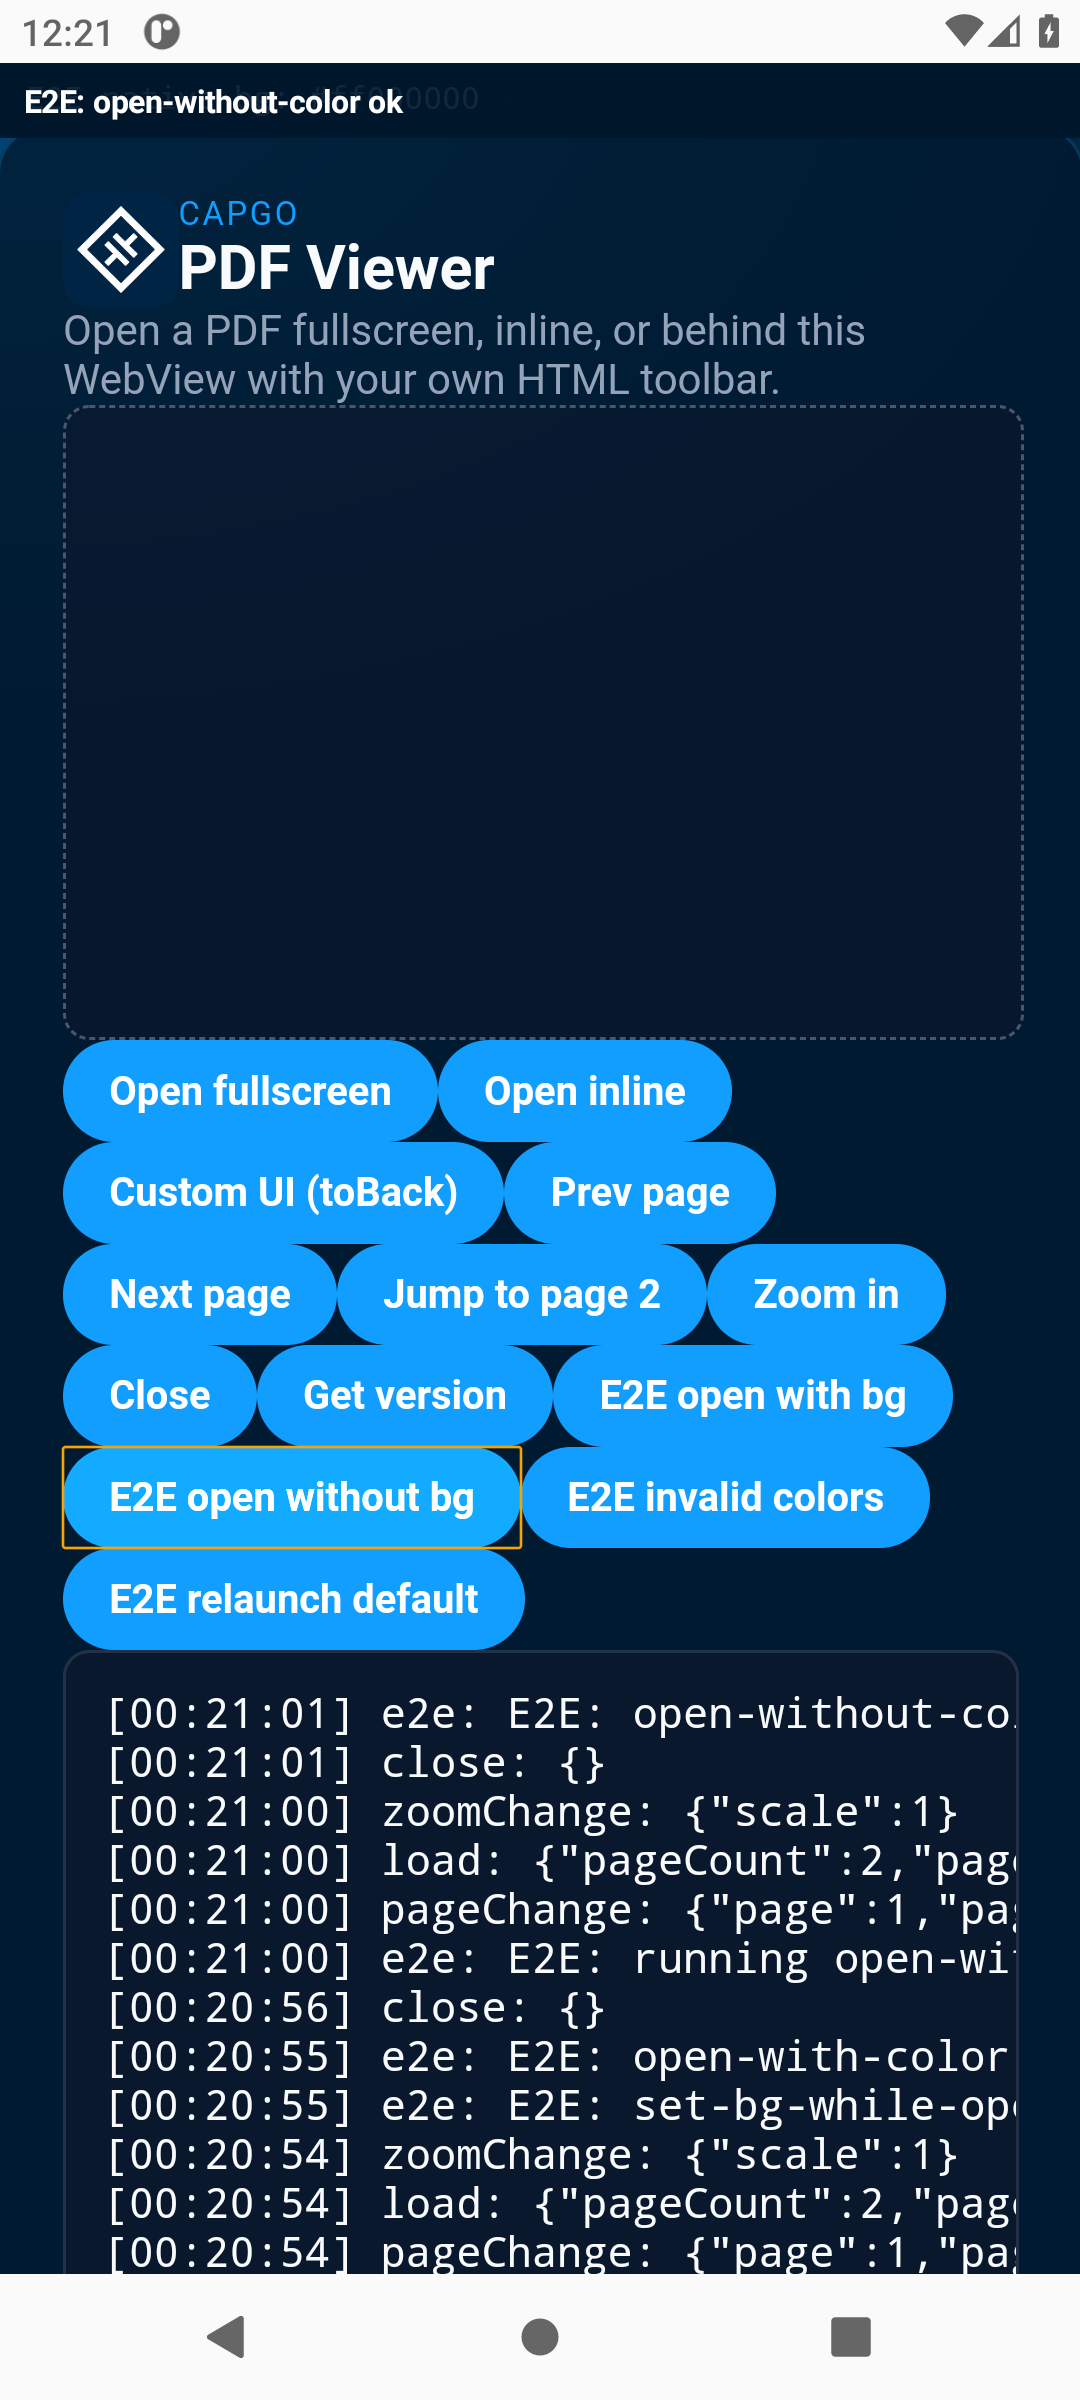 12:21
E2E: open-without-color ok
CAPGO
PDF Viewer
Open a PDF fullscreen, inline, or behind this
WebView with your own HTML toolbar.
Open fullscreen
Open inline
Custom UI (toBack)
Prev page
Next page
Jump to page 2
Zoom in
Close
Get version
E2E open with bg
E2E open without bg
E2E invalid colors
E2E relaunch default
[00:21:01] e2e: E2E: open-without-co
[00:21:01] close: {}
[00:21:00] zoomChange: {"scale":1}
[00:21:00] load: {"pageCount":2,"page
[00:21:00] pageChange: {"page":1,"pag
[00:21:00] e2e: E2E: running open-wit
[00:20:56] close: {}
[00:20:55] e2e: E2E: open-with-color
[00:20:55] e2e: E2E: set-bg-while-ope
[00:20:54] zoomChange: {"scale":1}
[00:20:54] load: {"pageCount":2,"page
[00:20:54] pageChange: {"page":1,"pag